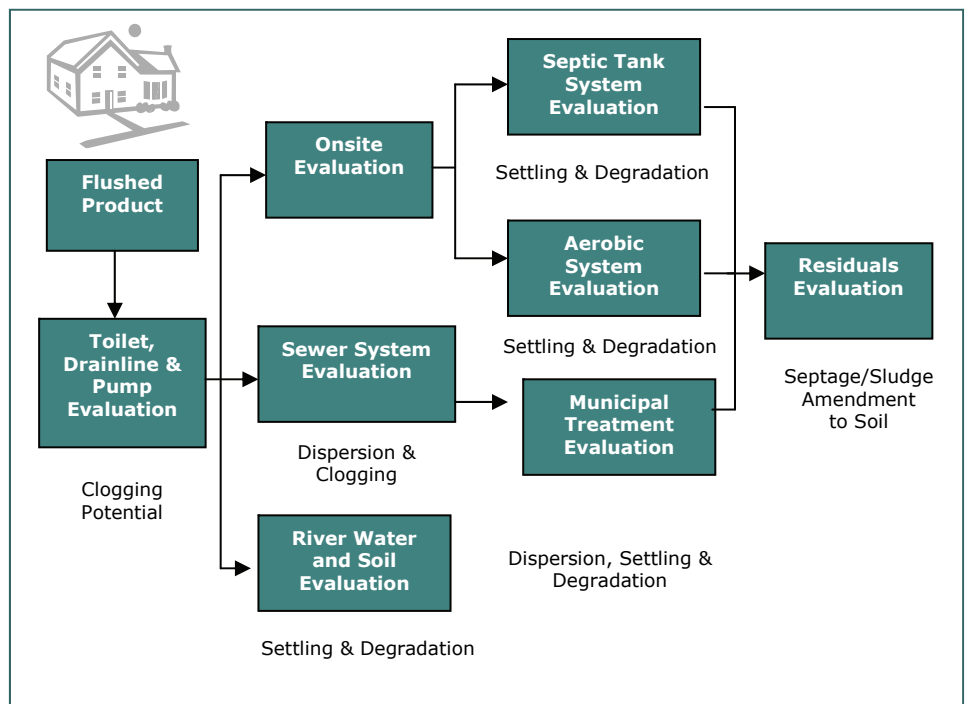 Flushed
Product
Toilet,
Drainline &
Pump
Evaluation
Clogging
Potential
Onsite
Evaluation
Sewer System
Evaluation
Dispersion &
Clogging
River Water
and Soil
Evaluation
Settling & Degradation
Septic Tank
System
Evaluation
Settling & Degradation
Aerobic
System
Evaluation
Settling & Degradation
Municipal
Treatment
Evaluation
Dispersion, Settling &
Degradation
Residuals
Evaluation
Septage/Sludge
Amendment
to Soil